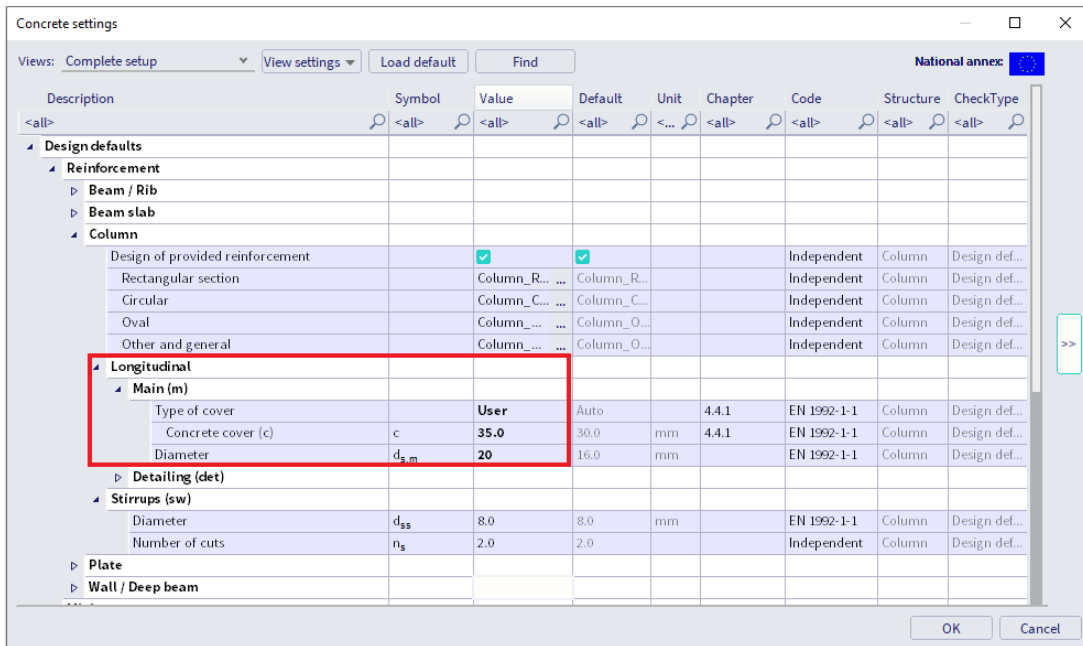 Concrete settings
Views: Complete setup View settings Load default Find National annex:
Description Symbol Value Default Unit Chapter Code Structure CheckType
<all> <all> <all> <all> <... <all> <all> <all> <all>
Design defaults
Reinforcement
Beam / Rib
Beam slab
Column
Design of provided reinforcement Independent Column Design def...
Rectangular section Column_R... ... Column_R... Independent Column Design def...
Circular Column_C... ... Column_C... Independent Column Design def...
Oval Column_... ... Column_O... Independent Column Design def...
Other and general Column_... ... Column_O... Independent Column Design def...
Longitudinal
Main (m)
Type of cover User Auto 4.4.1 EN 1992-1-1 Column Design def...
Concrete cover (c) c 35.0 30.0 mm 4.4.1 EN 1992-1-1 Column Design def...
Diameter ds,m 20 16.0 mm EN 1992-1-1 Column Design def...
Detailing (det)
Stirrups (sw)
Diameter dss 8.0 8.0 mm EN 1992-1-1 Column Design def...
Number of cuts ns 2.0 2.0 Independent Column Design def...
Plate
Wall / Deep beam
>>
OK Cancel